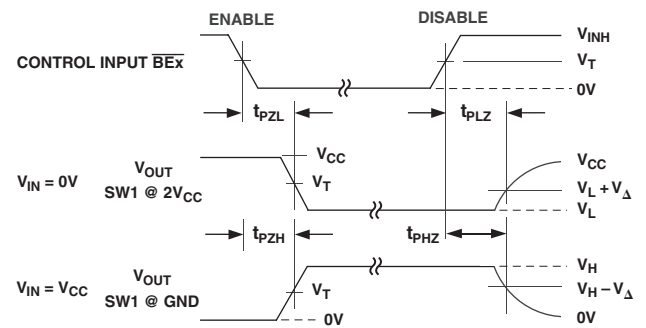 ENABLE DISABLE
CONTROL INPUT BEx
VINH
VT
0V
tPZL tPLZ
VIN = 0V
VOUT
SW1 @ 2VCC
VCC
VT
VCC
VL + VΔ
VL
tPZH tPHZ
VIN = VCC
VOUT
SW1 @ GND
VT
0V
VH
VH – VΔ
0V